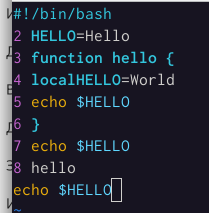 #!/bin/bash
2 HELLO=Hello
3 function hello {
4 localHELLO=World
5 echo $HELLO
6 }
7 echo $HELLO
8 hello
echo $HELLO
~